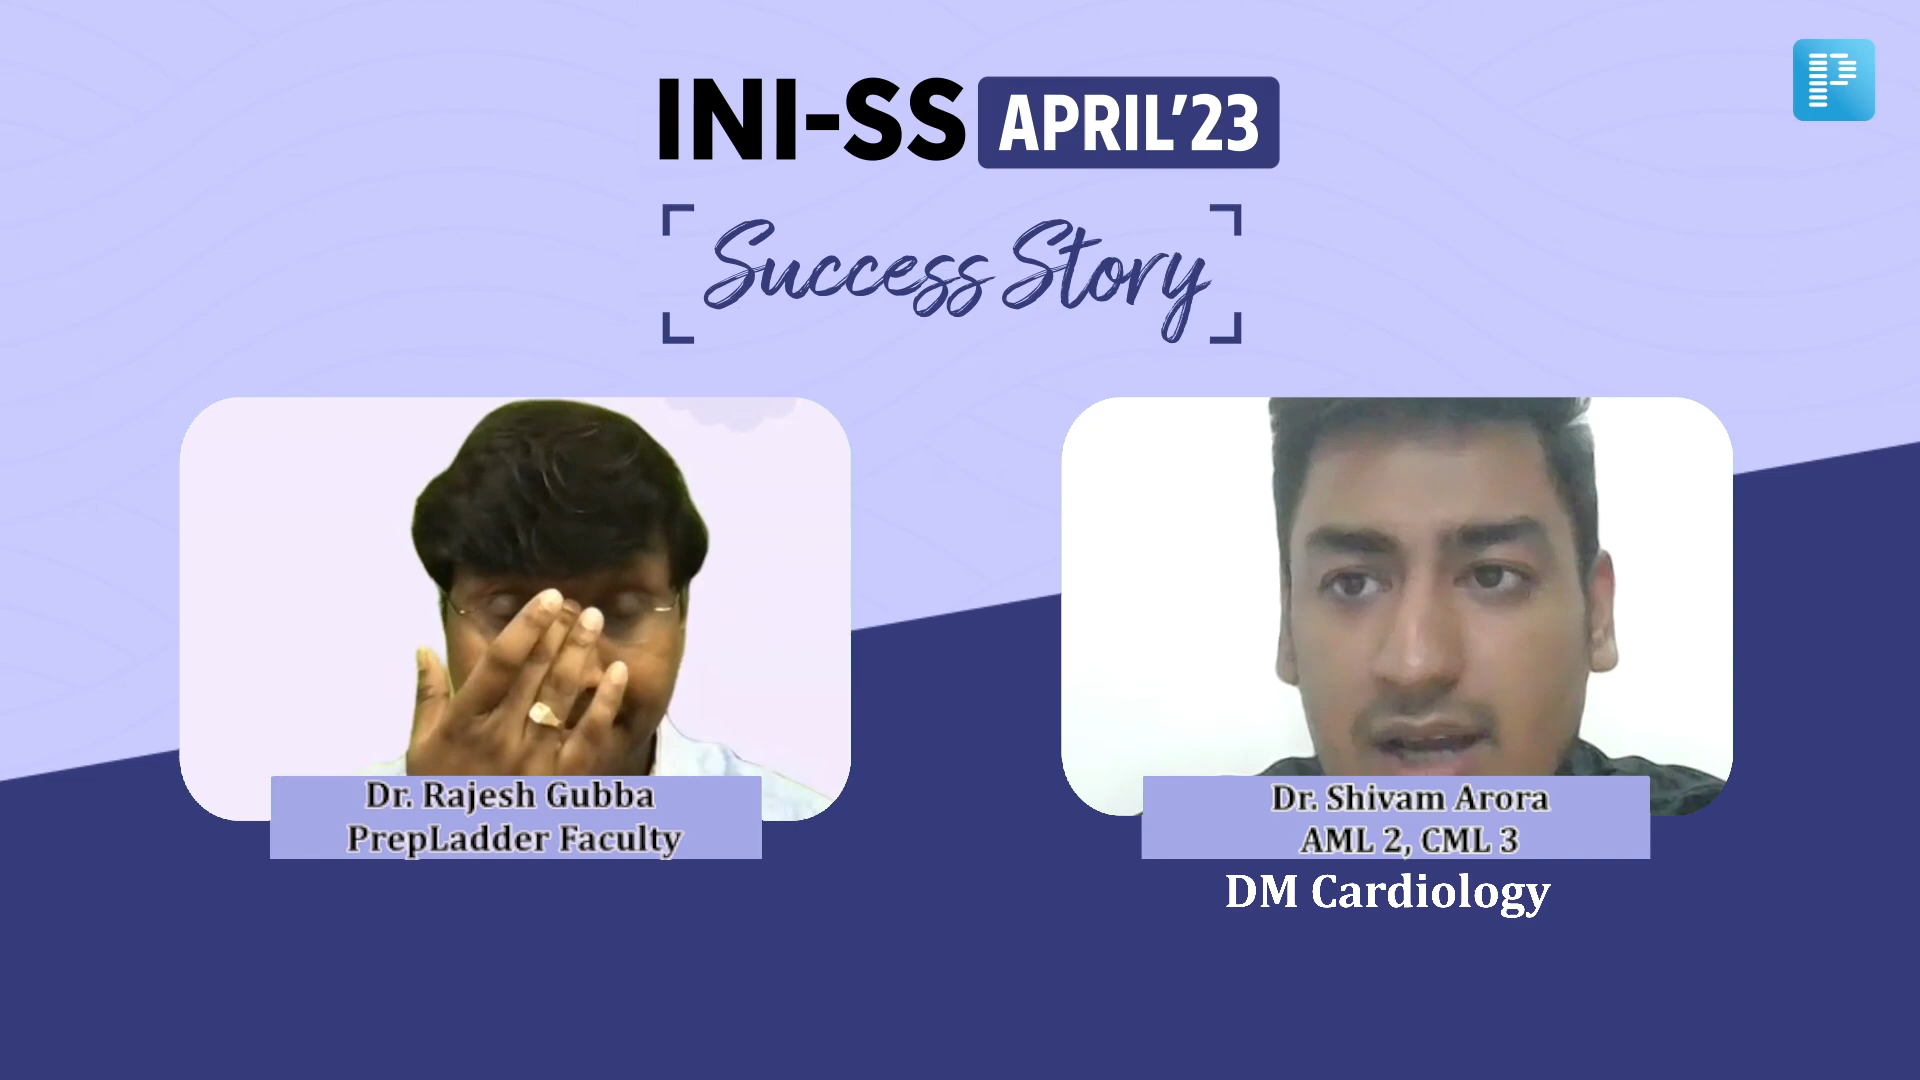 INI-SS APRIL'23
Success Story
Dr. Rajesh Gubba
PrepLadder Faculty
Dr. Shivam Arora
AML 2, CML 3
DM Cardiology